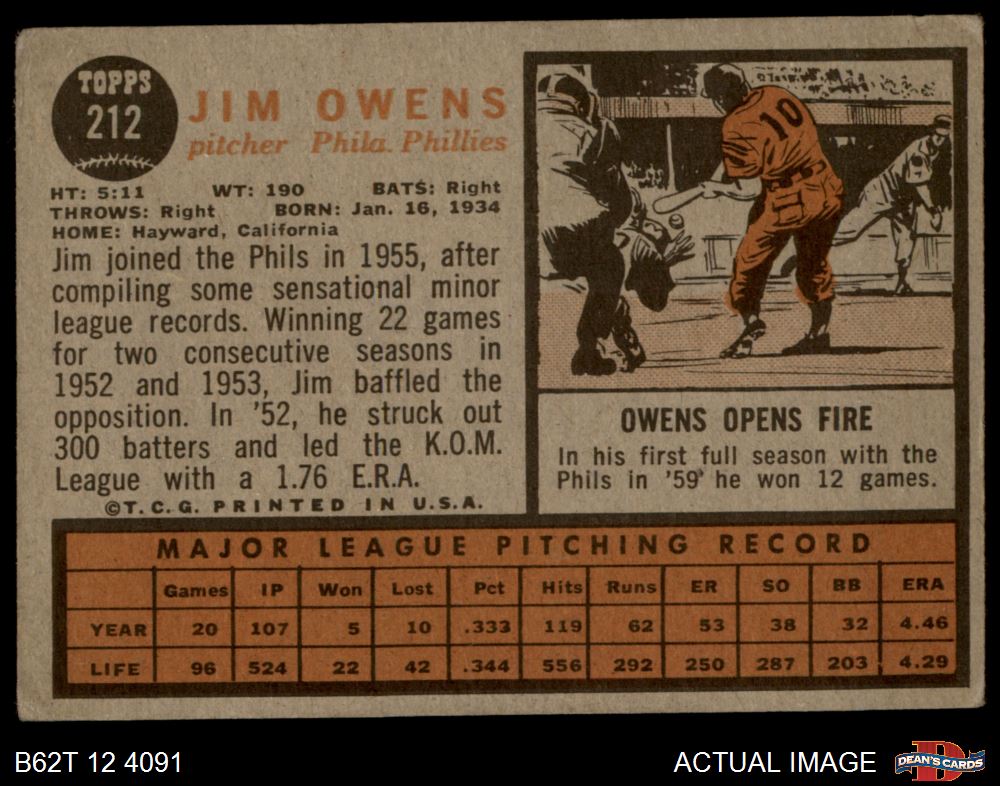 TOPPS
212
JIM OWENS
pitcher Phila. Phillies
HT: 5:11 WT: 190 BATS: Right
THROWS: Right BORN: Jan. 16, 1934
HOME: Hayward, California
Jim joined the Phils in 1955, after
compiling some sensational minor
league records. Winning 22 games
for two consecutive seasons in
1952 and 1953, Jim baffled the
opposition. In '52, he struck out
300 batters and led the K.O.M.
League with a 1.76 E.R.A.
©T.C.G. PRINTED IN U.S.A.
10
OWENS OPENS FIRE
In his first full season with the
Phils in '59' he won 12 games.
MAJOR LEAGUE PITCHING RECORD
Games IP Won Lost Pct Hits Runs ER SO BB ERA
YEAR 20 107 5 10 .333 119 62 53 38 32 4.46
LIFE 96 524 22 42 .344 556 292 250 287 203 4.29
B62T 12 4091
ACTUAL IMAGE
DEAN'S CARDS